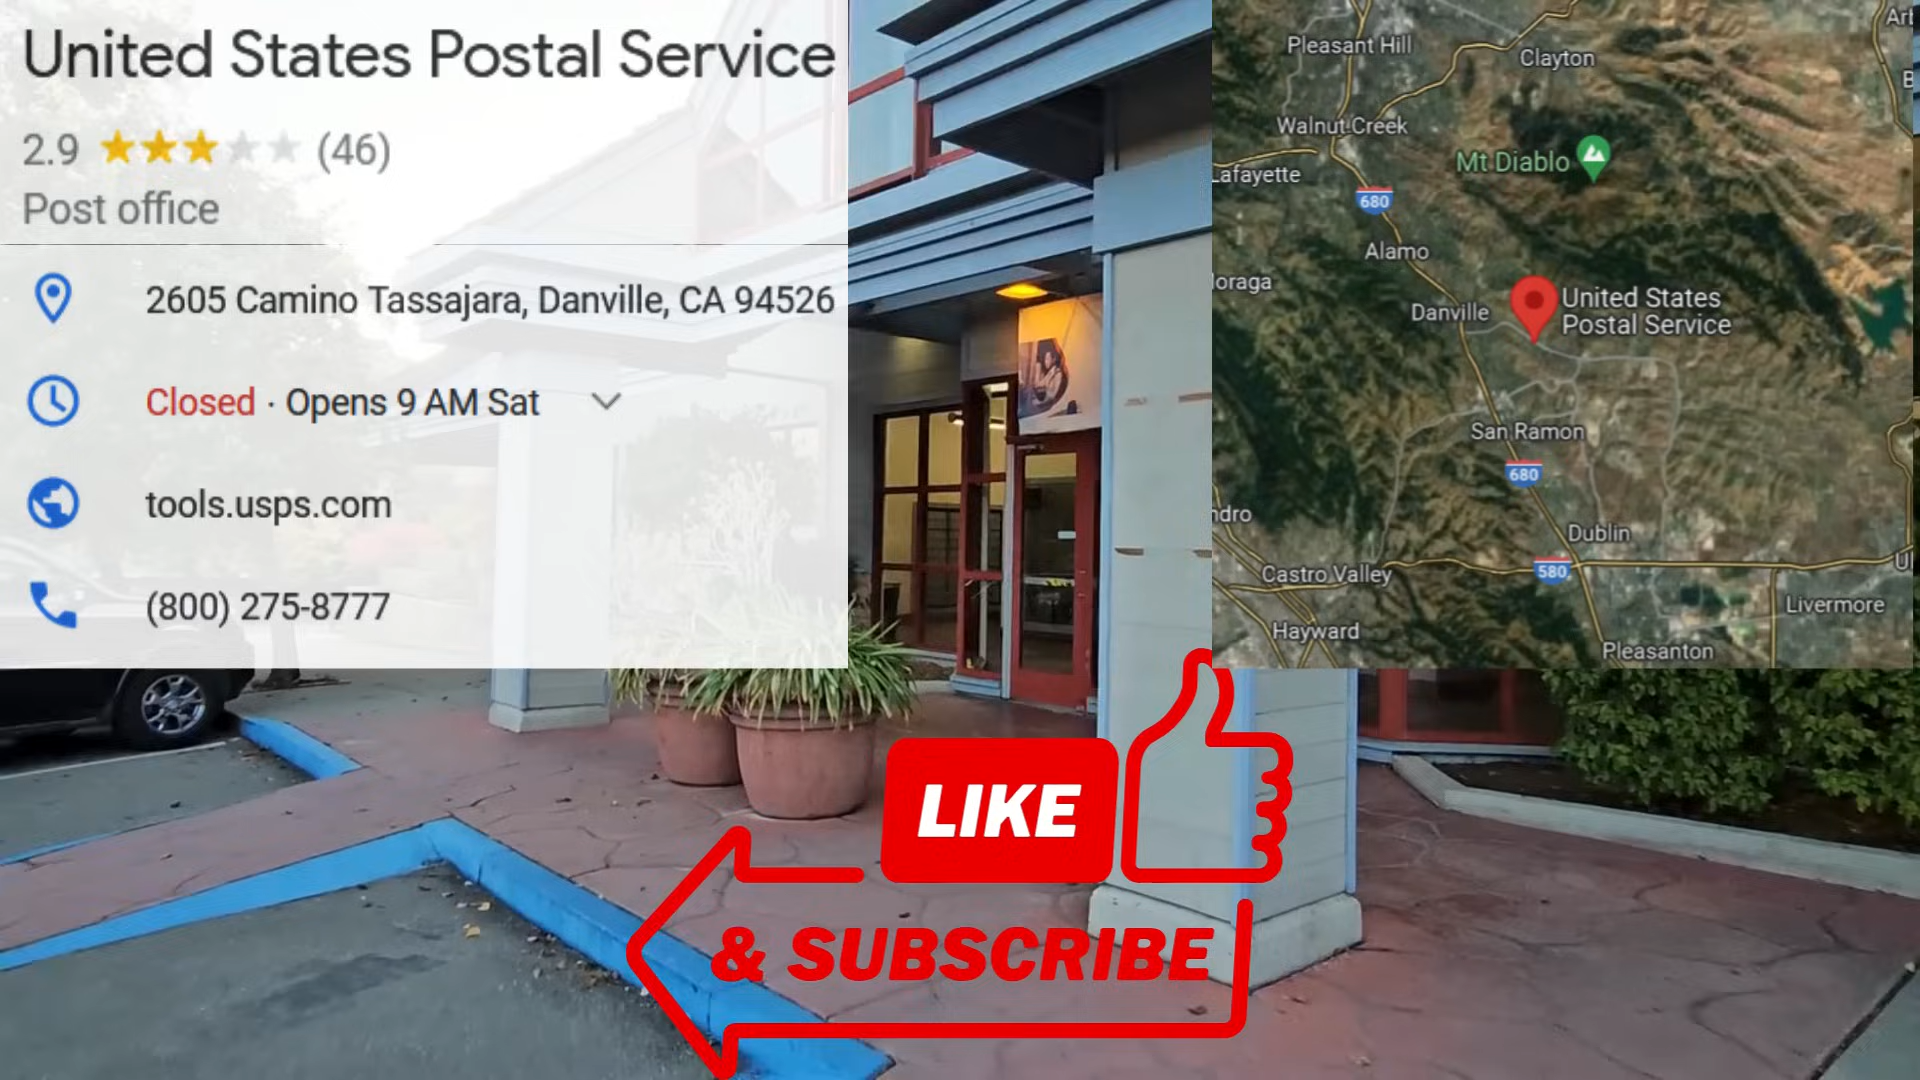 United States Postal Service
2.9 (46)
Post office
2605 Camino Tassajara, Danville, CA 94526
Closed · Opens 9 AM Sat
tools.usps.com
(800) 275-8777
Pleasant Hill
Clayton
Walnut Creek
Mt Diablo
Lafayette
680
Alamo
Danville
United States
Postal Service
San Ramon
680
Dublin
580
Castro Valley
Livermore
Hayward
Pleasanton
LIKE
& SUBSCRIBE